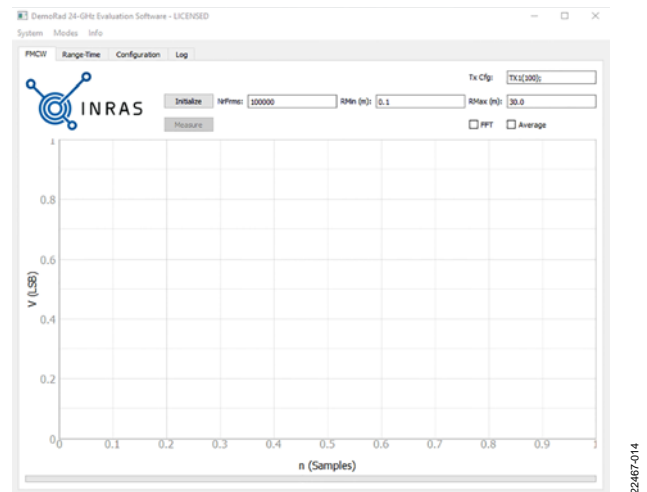 DemoRad 24-GHz Evaluation Software - LICENSED
System Modes Info
FMCW Range-Time Configuration Log
INRAS
Tx Cfg: TX1(100);
Initialize NrFrms: 100000 RMin (m): 0.1 RMax (m): 30.0
Measure FFT Average
1
0.8
0.6
0.4
0.2
0
V (LSB)
0 0.1 0.2 0.3 0.4 0.5 0.6 0.7 0.8 0.9 1
n (Samples)
22467-014